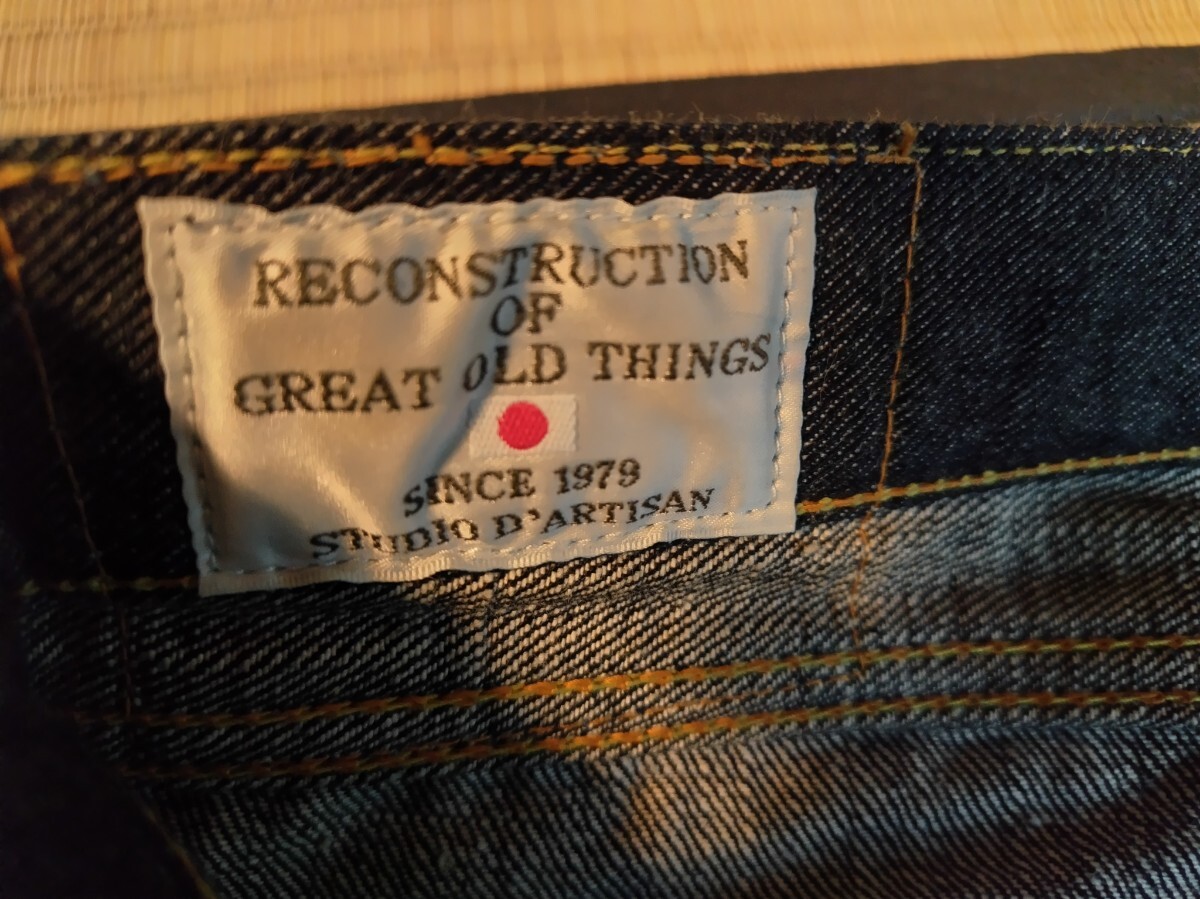 RECONSTRUCTION
OF
GREAT OLD THINGS
SINCE 1979
STUDIO D'ARTISAN